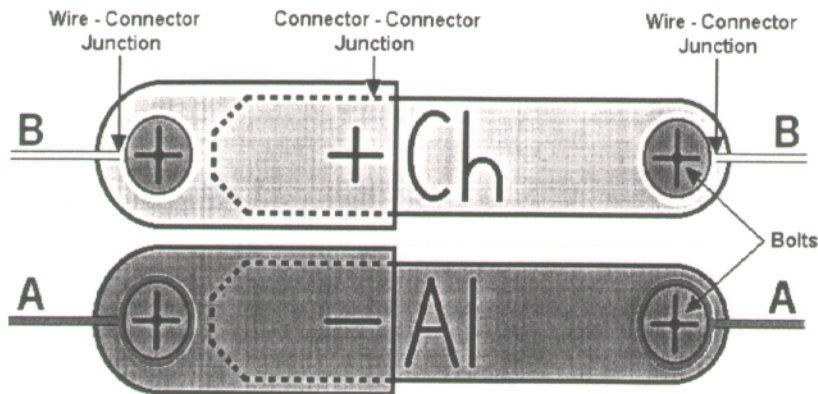 Wire - Connector
Junction
Connector - Connector
Junction
Wire - Connector
Junction
B
+
+
Ch
+
B
Bolts
A
+
−
Al
+
A